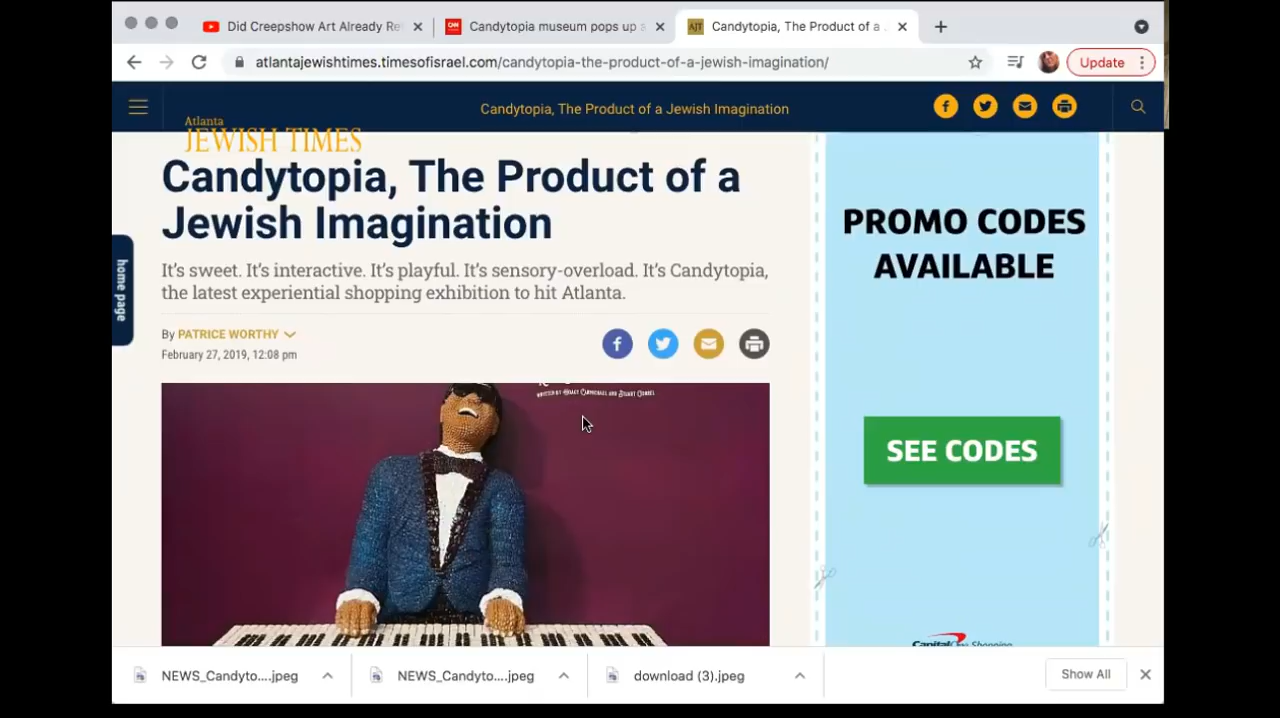 Did Creepshow Art Already Re
Candytopia museum pops up
Candytopia, The Product of a
atlantajewishtimes.timesofisrael.com/candytopia-the-product-of-a-jewish-imagination/
Update
Atlanta
JEWISH TIMES
Candytopia, The Product of a Jewish Imagination
Candytopia, The Product of a
Jewish Imagination
It's sweet. It's interactive. It's playful. It's sensory-overload. It's Candytopia,
the latest experiential shopping exhibition to hit Atlanta.
By PATRICE WORTHY
February 27, 2019, 12:08 pm
home page
PROMO CODES
AVAILABLE
SEE CODES
Shopping
NEWS_Candyto....jpeg
NEWS_Candyto....jpeg
download (3).jpeg
Show All